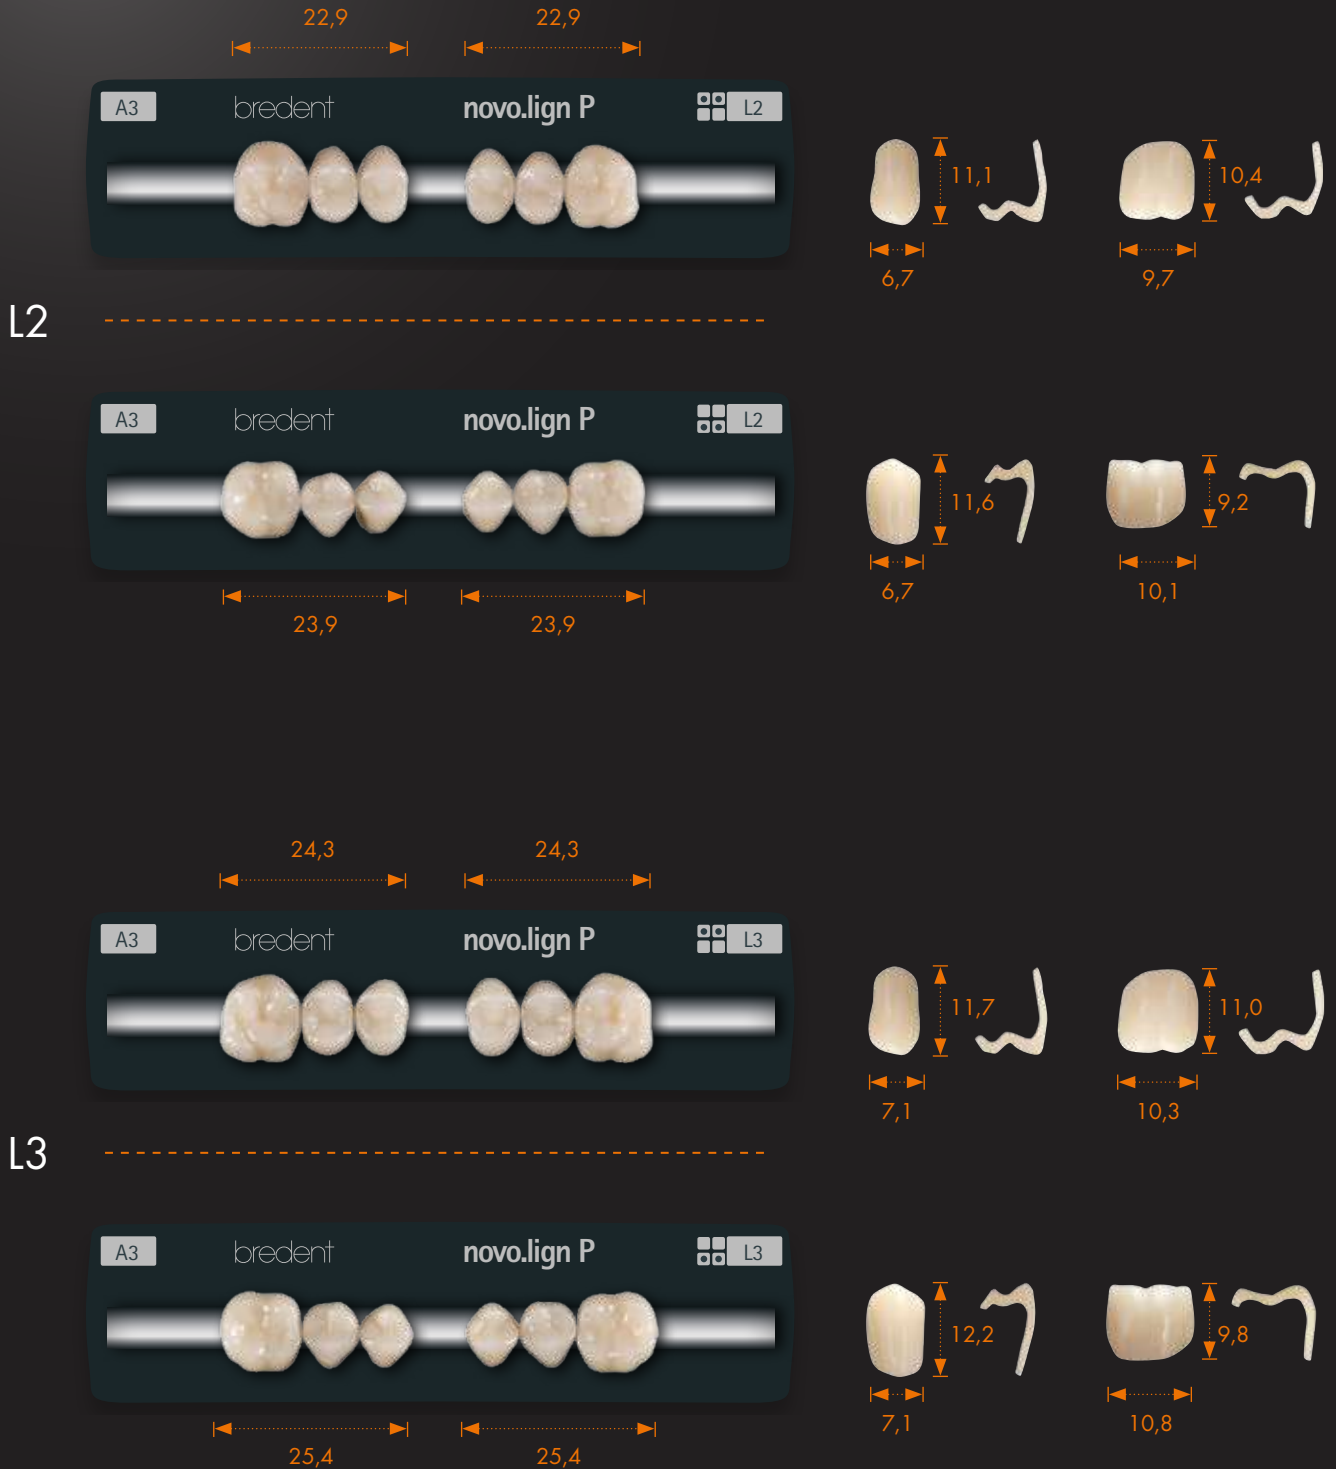 22,9 22,9
A3 bredent novo.lign P L2
11,1 10,4
6,7 9,7
L2
A3 bredent novo.lign P L2
11,6 9,2
6,7 10,1
23,9 23,9
24,3 24,3
A3 bredent novo.lign P L3
11,7 11,0
7,1 10,3
L3
A3 bredent novo.lign P L3
12,2 9,8
7,1 10,8
25,4 25,4